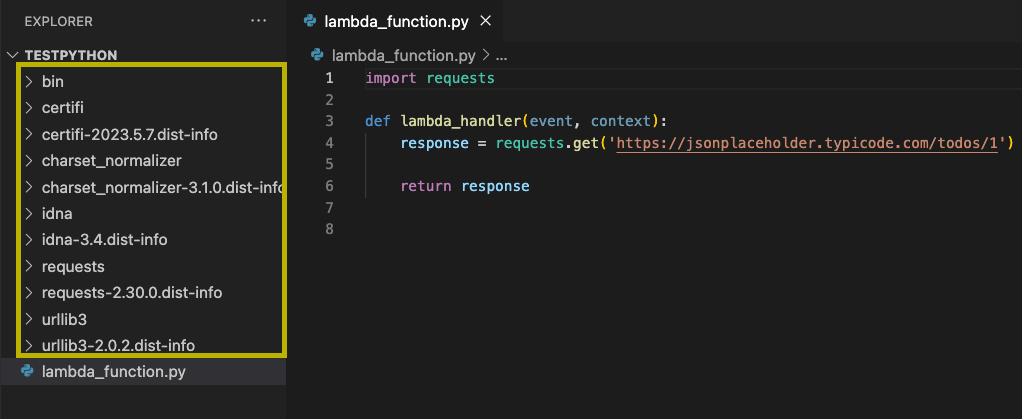 EXPLORER
...
TESTPYTHON
bin
certifi
certifi-2023.5.7.dist-info
charset_normalizer
charset_normalizer-3.1.0.dist-info
idna
idna-3.4.dist-info
requests
requests-2.30.0.dist-info
urllib3
urllib3-2.0.2.dist-info
lambda_function.py
lambda_function.py ×
lambda_function.py > ...
1 import requests
2
3 def lambda_handler(event, context):
4 response = requests.get('https://jsonplaceholder.typicode.com/todos/1')
5
6 return response
7
8